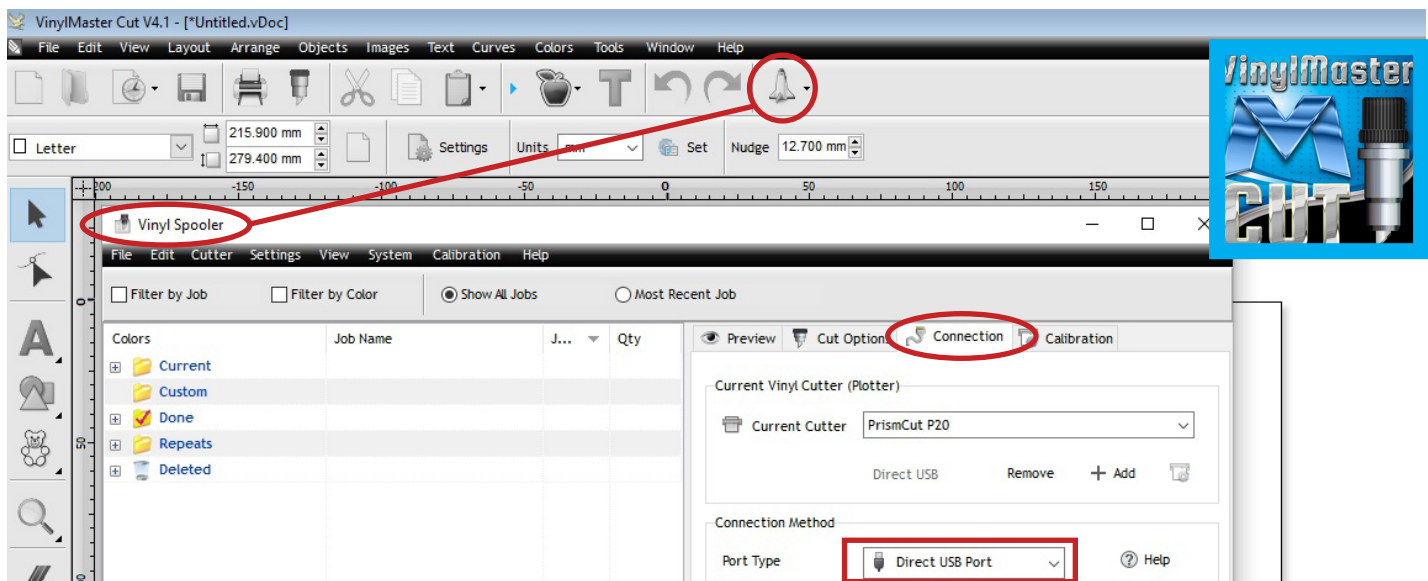 VinylMaster Cut V4.1 - [*Untitled.vDoc]
File Edit View Layout Arrange Objects Images Text Curves Colors Tools Window Help
VinylMaster
CUT
Letter
215.900 mm
279.400 mm
Settings Units mm Set Nudge 12.700 mm
200 -150 -100 -50 0 50 100 150
Vinyl Spooler
File Edit Cutter Settings View System Calibration Help
Filter by Job Filter by Color Show All Jobs Most Recent Job
Colors Job Name J... Qty
Preview Cut Option Connection Calibration
Current
Custom
Done
Repeats
Deleted
Current Vinyl Cutter (Plotter)
Current Cutter PrismCut P20
Direct USB Remove + Add
Connection Method
Port Type Direct USB Port Help
0
50